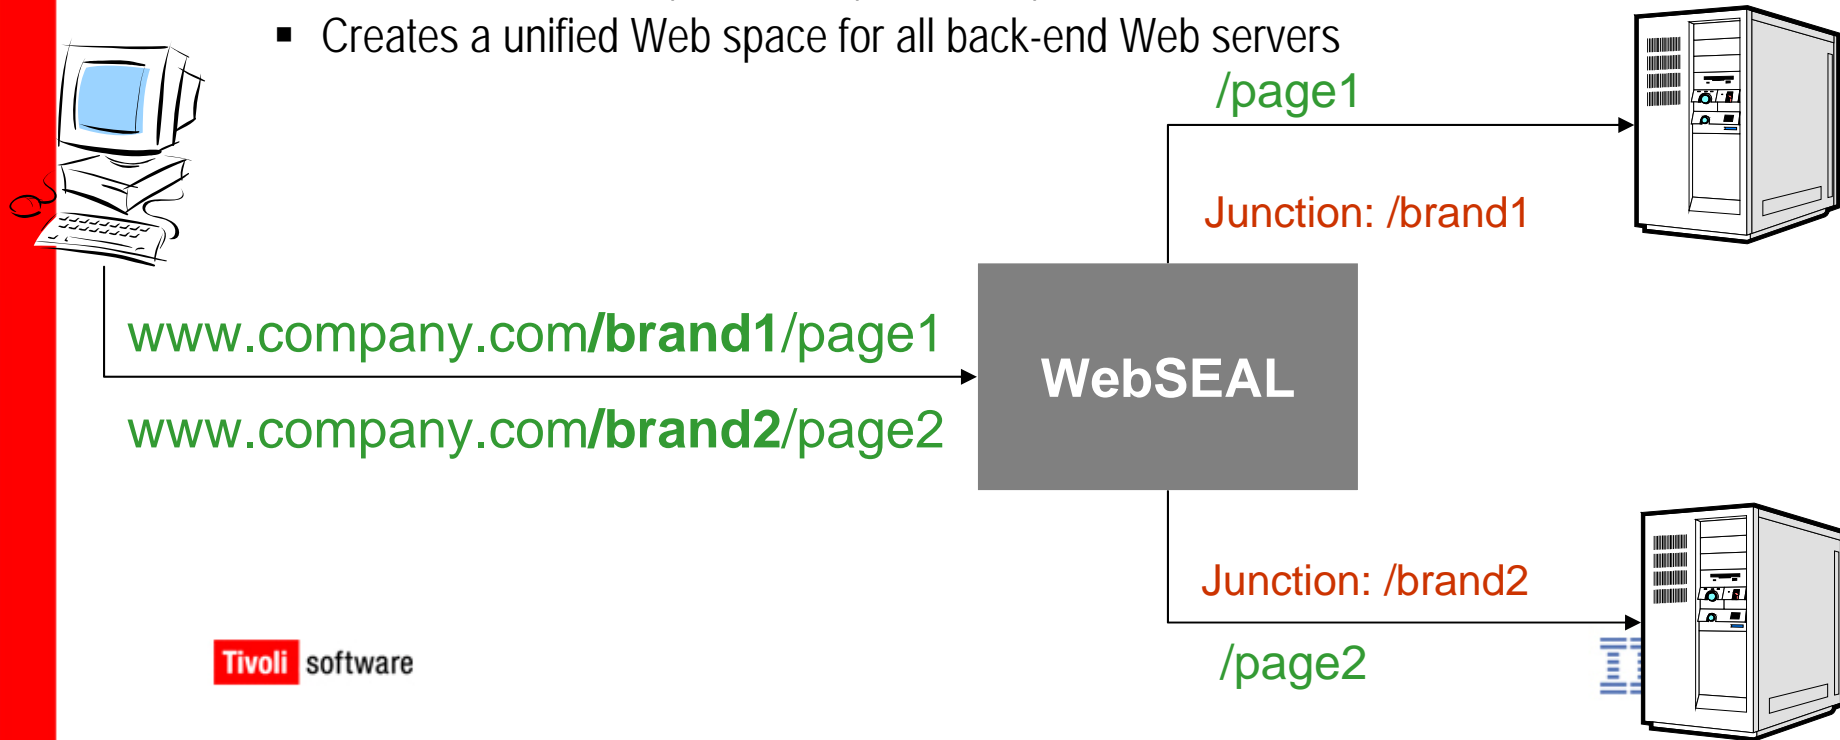 ▪ Creates a unified Web space for all back-end Web servers
/page1
Junction: /brand1
www.company.com/brand1/page1
WebSEAL
www.company.com/brand2/page2
Junction: /brand2
/page2
Tivoli software